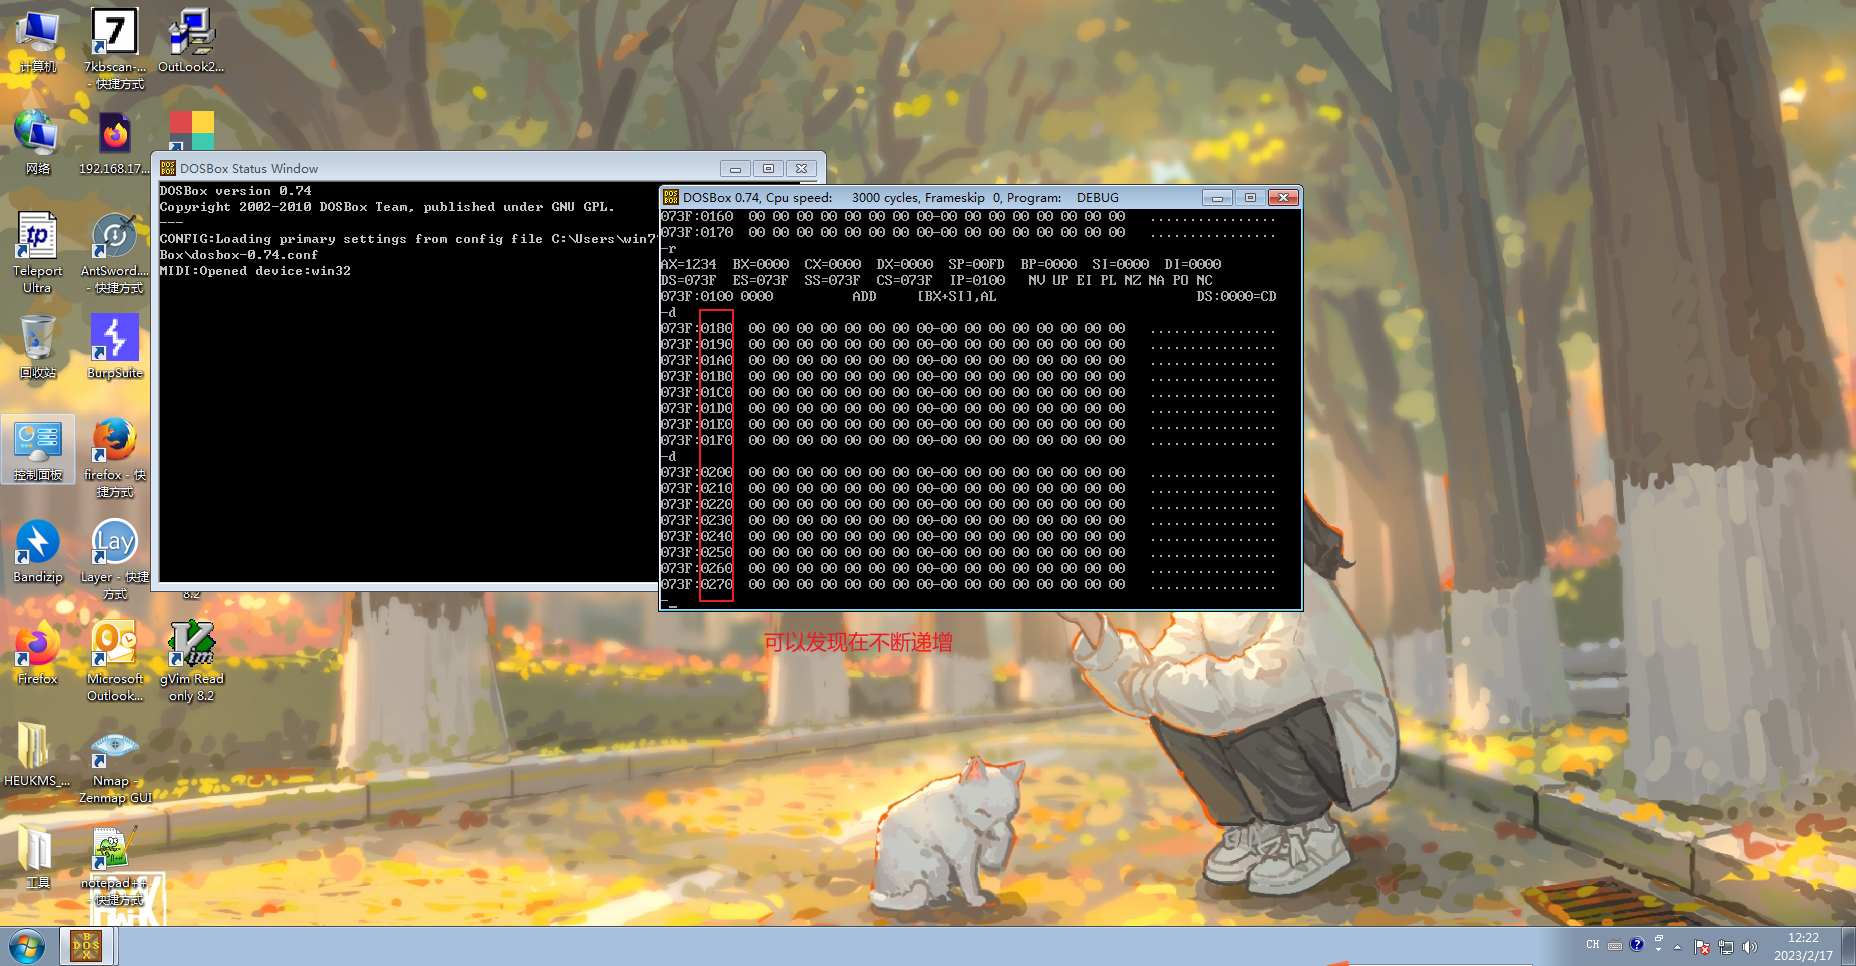 计算机
7kbscan-...
- 快捷方式
OutLook2...
网络
192.168.17...
Teleport
Ultra
AntSword....
- 快捷方式
回收站
BurpSuite
控制面板
firefox - 快
捷方式
Bandizip
Layer - 快捷
方式
8.2
Firefox
Microsoft
Outlook...
gVim Read
only 8.2
HEUKMS_...
Nmap -
Zenmap GUI
工具
notepad++
- 快捷方式
DOSBox Status Window
DOSBox version 0.74
Copyright 2002-2010 DOSBox Team, published under GNU GPL.
---
CONFIG:Loading primary settings from config file C:\Users\win7
Box\dosbox-0.74.conf
MIDI:Opened device:win32
DOSBox 0.74, Cpu speed: 3000 cycles, Frameskip 0, Program: DEBUG
073F:0160 00 00 00 00 00 00 00 00-00 00 00 00 00 00 00 00 ................
073F:0170 00 00 00 00 00 00 00 00-00 00 00 00 00 00 00 00 ................
-r
AX=1234 BX=0000 CX=0000 DX=0000 SP=00FD BP=0000 SI=0000 DI=0000
DS=073F ES=073F SS=073F CS=073F IP=0100 NV UP EI PL NZ NA PO NC
073F:0100 0000 ADD [BX+SI],AL DS:0000=CD
-d
073F:0180 00 00 00 00 00 00 00 00-00 00 00 00 00 00 00 00 ................
073F:0190 00 00 00 00 00 00 00 00-00 00 00 00 00 00 00 00 ................
073F:01A0 00 00 00 00 00 00 00 00-00 00 00 00 00 00 00 00 ................
073F:01B0 00 00 00 00 00 00 00 00-00 00 00 00 00 00 00 00 ................
073F:01C0 00 00 00 00 00 00 00 00-00 00 00 00 00 00 00 00 ................
073F:01D0 00 00 00 00 00 00 00 00-00 00 00 00 00 00 00 00 ................
073F:01E0 00 00 00 00 00 00 00 00-00 00 00 00 00 00 00 00 ................
073F:01F0 00 00 00 00 00 00 00 00-00 00 00 00 00 00 00 00 ................
-d
073F:0200 00 00 00 00 00 00 00 00-00 00 00 00 00 00 00 00 ................
073F:0210 00 00 00 00 00 00 00 00-00 00 00 00 00 00 00 00 ................
073F:0220 00 00 00 00 00 00 00 00-00 00 00 00 00 00 00 00 ................
073F:0230 00 00 00 00 00 00 00 00-00 00 00 00 00 00 00 00 ................
073F:0240 00 00 00 00 00 00 00 00-00 00 00 00 00 00 00 00 ................
073F:0250 00 00 00 00 00 00 00 00-00 00 00 00 00 00 00 00 ................
073F:0260 00 00 00 00 00 00 00 00-00 00 00 00 00 00 00 00 ................
073F:0270 00 00 00 00 00 00 00 00-00 00 00 00 00 00 00 00 ................
-_
可以发现在不断递增
CH
12:22
2023/2/17